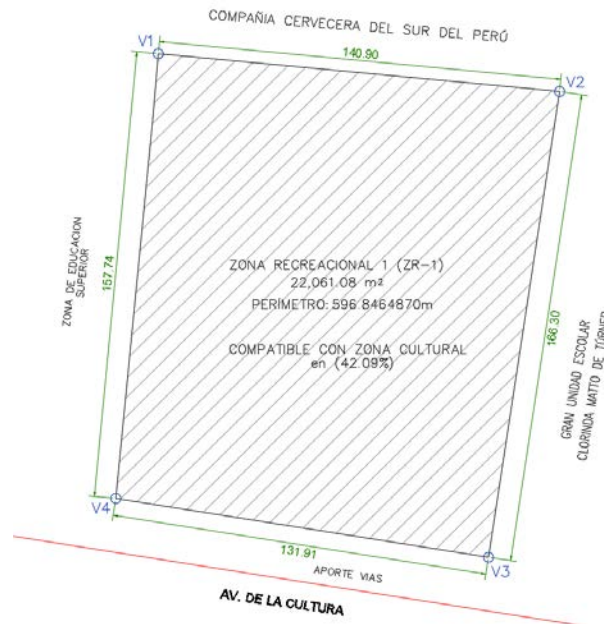 COMPAÑIA CERVECERA DEL SUR DEL PERÚ
V1
140.90
V2
ZONA DE EDUCACION
SUPERIOR
157.74
ZONA RECREACIONAL 1 (ZR-1)
22,061.08 m²
PERÍMETRO: 596.8464870m
COMPATIBLE CON ZONA CULTURAL
en (42.09%)
166.30
GRAN UNIDAD ESCOLAR
CLORINDA MATTO DE TÚRNER
V4
131.91
V3
APORTE VIAS
AV. DE LA CULTURA